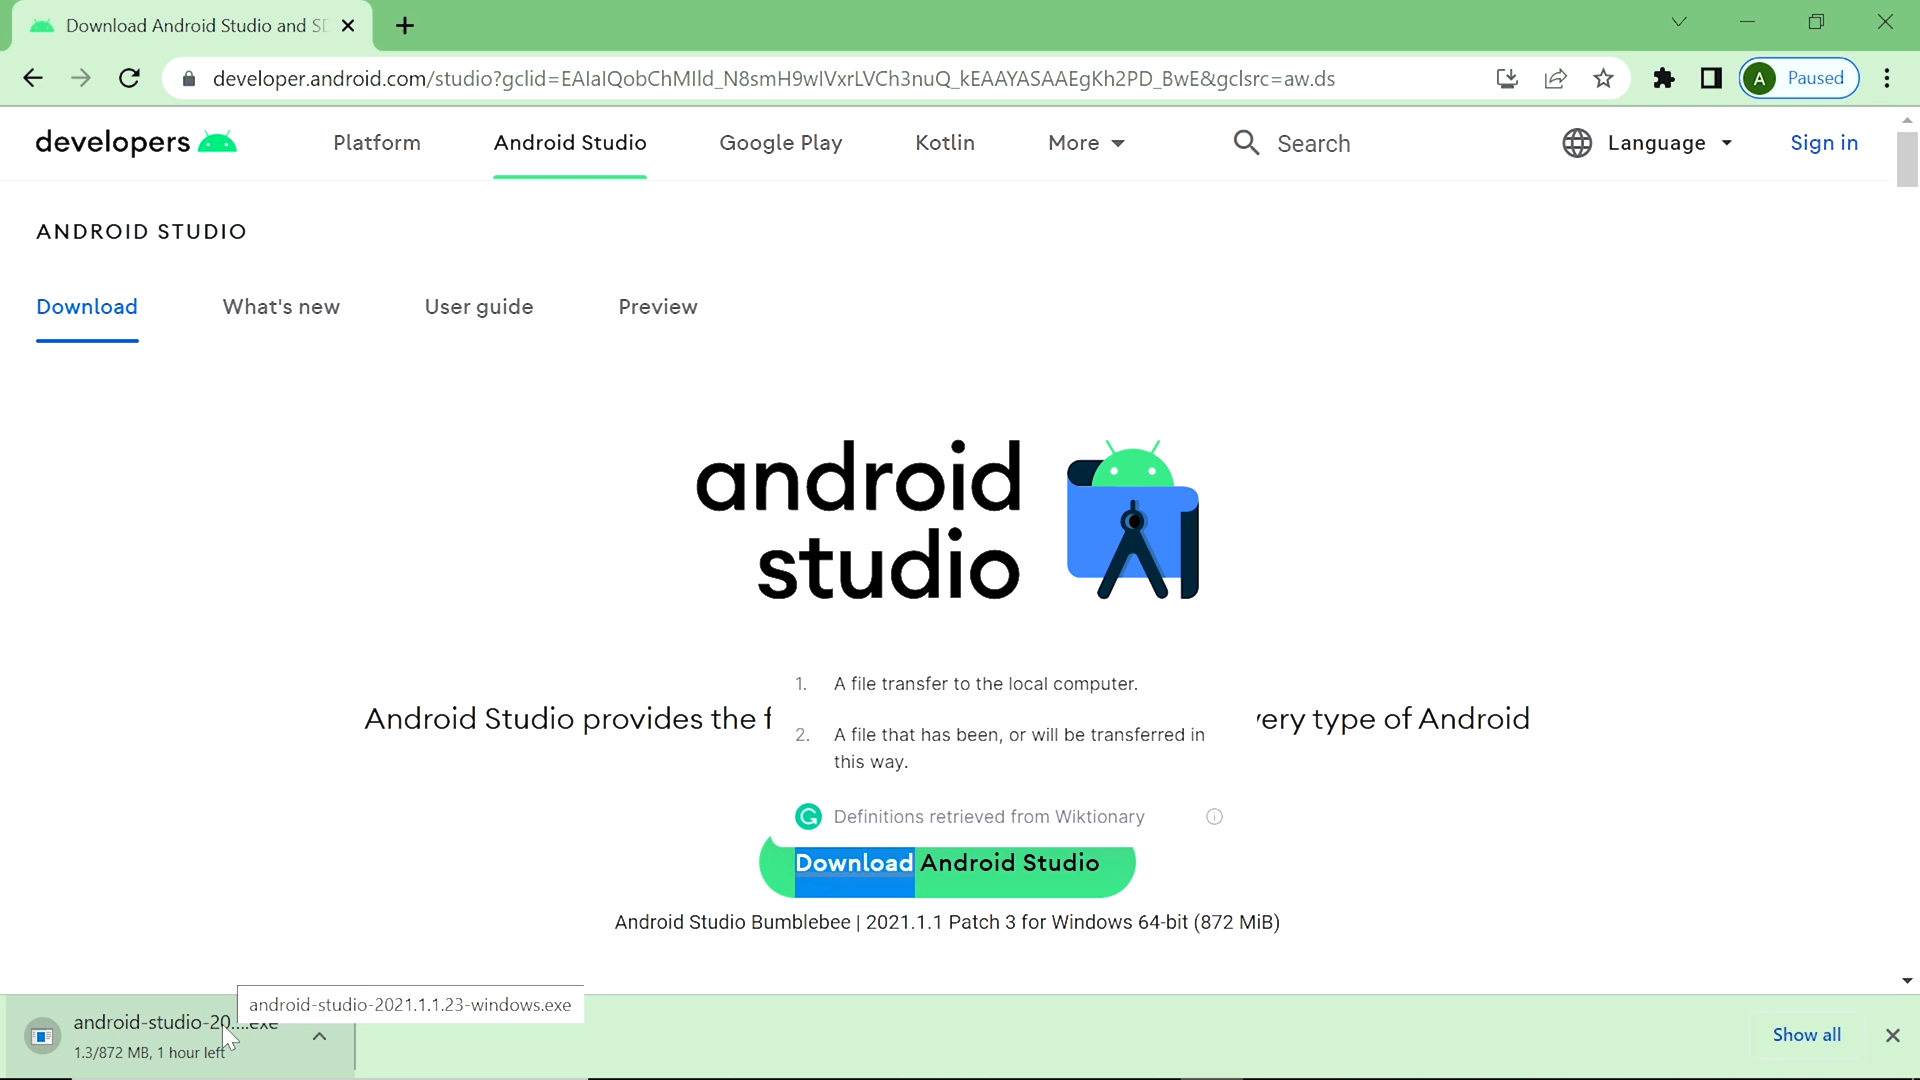 Download Android Studio and SD
developer.android.com/studio?gclid=EAIaIQobChMIld_N8smH9wIVxrLVCh3nuQ_kEAAYASAAEgKh2PD_BwE&gclsrc=aw.ds
A
Paused
developers
Platform
Android Studio
Google Play
Kotlin
More
Search
Language
Sign in
ANDROID STUDIO
Download
What's new
User guide
Preview
android
studio
1. A file transfer to the local computer.
Android Studio provides the f
very type of Android
2. A file that has been, or will be transferred in
this way.
Definitions retrieved from Wiktionary
Download Android Studio
Android Studio Bumblebee | 2021.1.1 Patch 3 for Windows 64-bit (872 MiB)
android-studio-2021.1.1.23-windows.exe
android-studio-20....exe
1.3/872 MB, 1 hour left
Show all